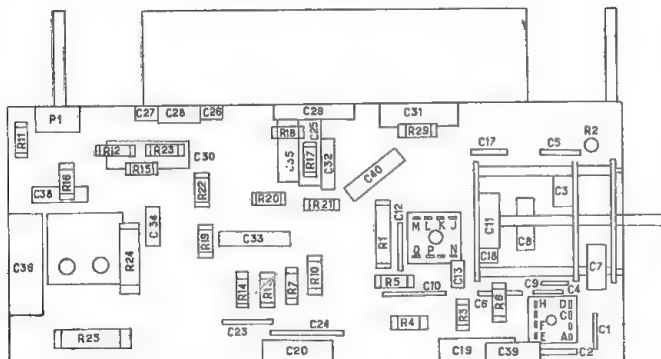 P1
C27 C28 C26
C29
C31
R11
R12 R23
C30
R18
C25
R29
C17
C5
R2
R15
C35
R17
C32
C40
R16
C38
R22
C3
R20
R21
C34
R19
C33
R1
C12
M L K J
O P N
C11
C8
C18
C36
R24
R14
R13
R7
R10
R5
C10
C13
C7
C9
C4
C6
R8
R3
R4
H D
C
F
E A
C1
C23
C24
R25
C20
C19
C39
C2